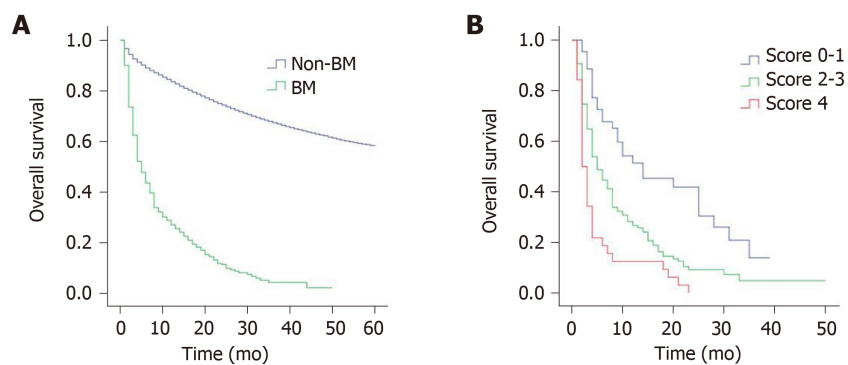 A
B
1.0
0.8
0.6
0.4
0.2
0.0
Overall survival
Non-BM
BM
0 10 20 30 40 50 60
Time (mo)
1.0
0.8
0.6
0.4
0.2
0.0
Overall survival
Score 0-1
Score 2-3
Score 4
0 10 20 30 40 50
Time (mo)